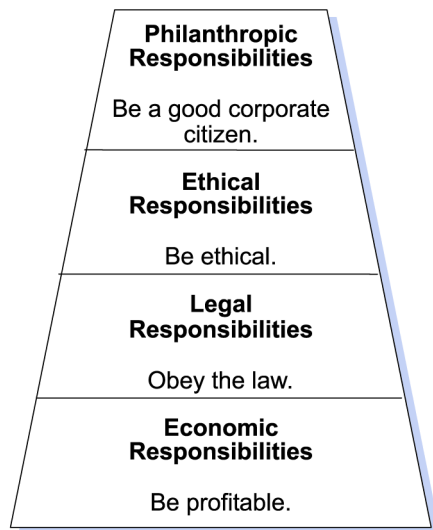 Philanthropic
Responsibilities
Be a good corporate
citizen.
Ethical
Responsibilities
Be ethical.
Legal
Responsibilities
Obey the law.
Economic
Responsibilities
Be profitable.